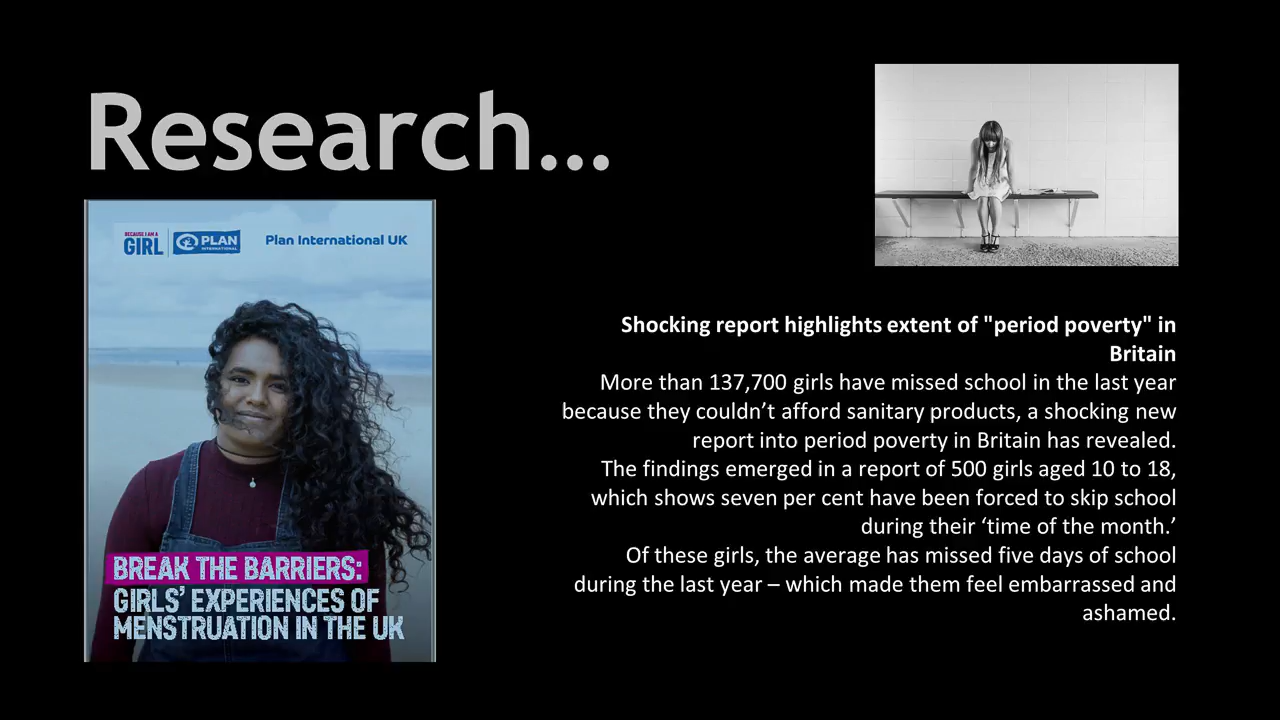 Research...
BECAUSE I AM A
GIRL
PLAN
INTERNATIONAL
Plan International UK
BREAK THE BARRIERS:
GIRLS’ EXPERIENCES OF
MENSTRUATION IN THE UK
Shocking report highlights extent of "period poverty" in
Britain
More than 137,700 girls have missed school in the last year
because they couldn’t afford sanitary products, a shocking new
report into period poverty in Britain has revealed.
The findings emerged in a report of 500 girls aged 10 to 18,
which shows seven per cent have been forced to skip school
during their ‘time of the month.’
Of these girls, the average has missed five days of school
during the last year – which made them feel embarrassed and
ashamed.